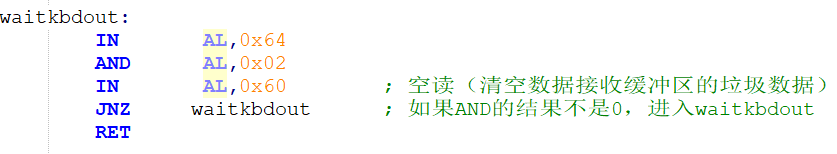 waitkbdout:
IN AL,0x64
AND AL,0x02
IN AL,0x60 ; 空读（清空数据接收缓冲区的垃圾数据）
JNZ waitkbdout ; 如果AND的结果不是0，进入waitkbdout
RET